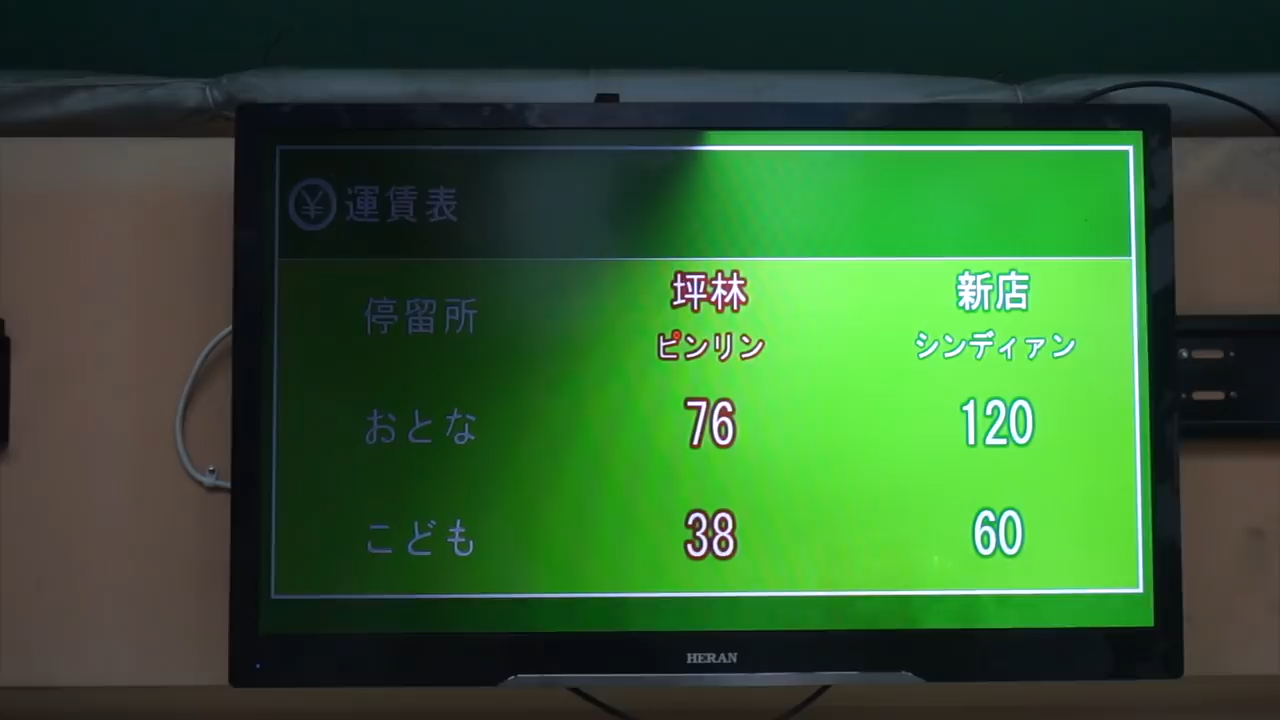 ¥ 運賃表
停留所 坪林 新店
ピンリン シンディアン
おとな 76 120
こども 38 60
HERAN